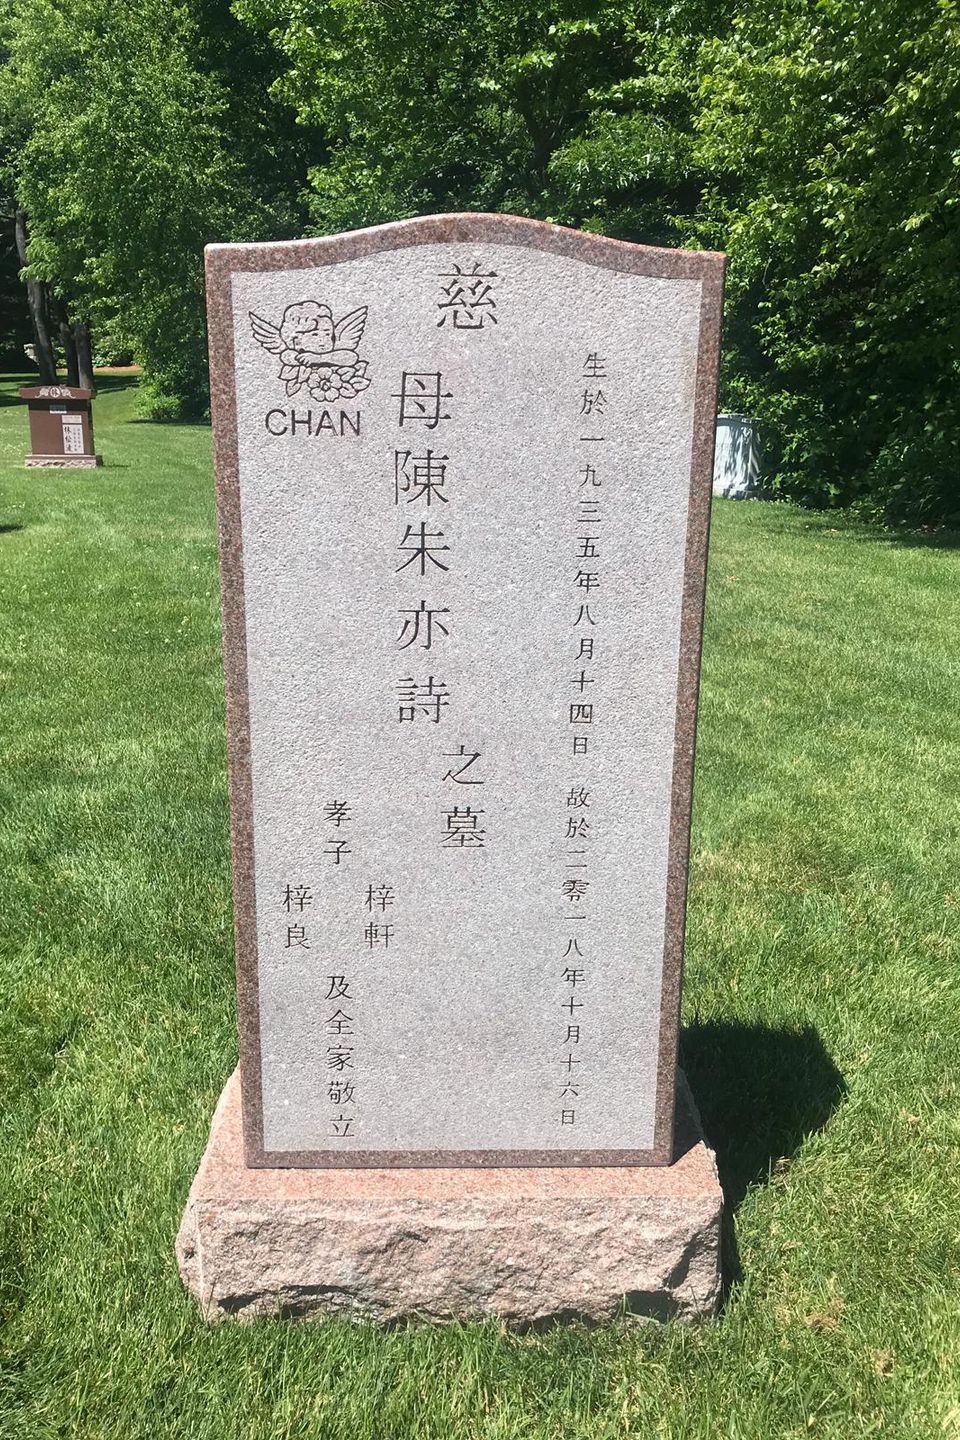 生於一九三五年八月十四日 故於二零一八年十月十六日
慈母陳朱亦詩之墓
孝子
梓軒
梓良
及全家敬立
CHAN